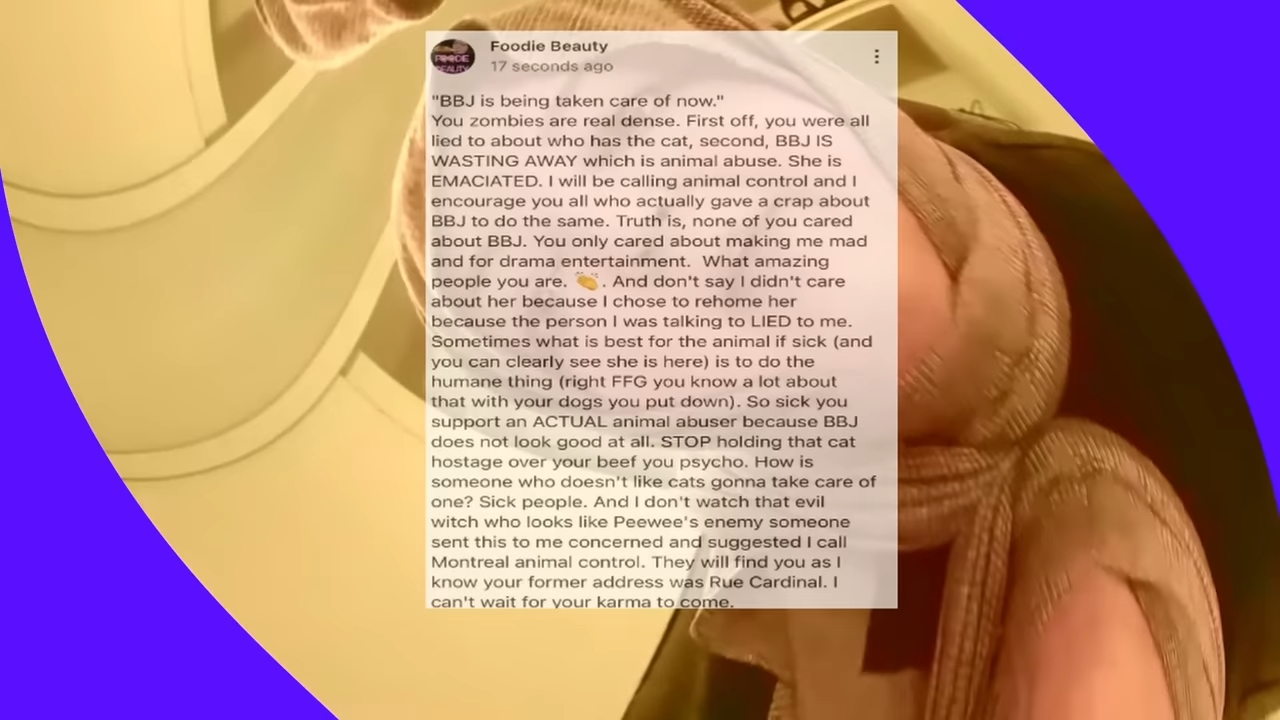 Foodie Beauty
17 seconds ago
FOODIE
BEAUTY
"BBJ is being taken care of now."
You zombies are real dense. First off, you were all
lied to about who has the cat, second, BBJ IS
WASTING AWAY which is animal abuse. She is
EMACIATED. I will be calling animal control and I
encourage you all who actually gave a crap about
BBJ to do the same. Truth is, none of you cared
about BBJ. You only cared about making me mad
and for drama entertainment.  What amazing
people you are. 👏. And don't say I didn't care
about her because I chose to rehome her
because the person I was talking to LIED to me.
Sometimes what is best for the animal if sick (and
you can clearly see she is here) is to do the
humane thing (right FFG you know a lot about
that with your dogs you put down). So sick you
support an ACTUAL animal abuser because BBJ
does not look good at all. STOP holding that cat
hostage over your beef you psycho. How is
someone who doesn't like cats gonna take care of
one? Sick people. And I don't watch that evil
witch who looks like Peewee's enemy someone
sent this to me concerned and suggested I call
Montreal animal control. They will find you as I
know your former address was Rue Cardinal. I
can't wait for your karma to come.